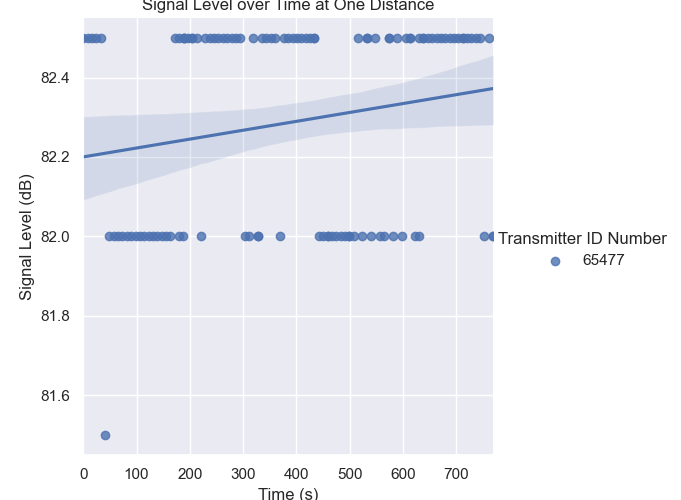 Signal Level over Time at One Distance
82.4
82.2
82.0
81.8
81.6
Signal Level (dB)
0 100 200 300 400 500 600 700
Time (s)
Transmitter ID Number
65477